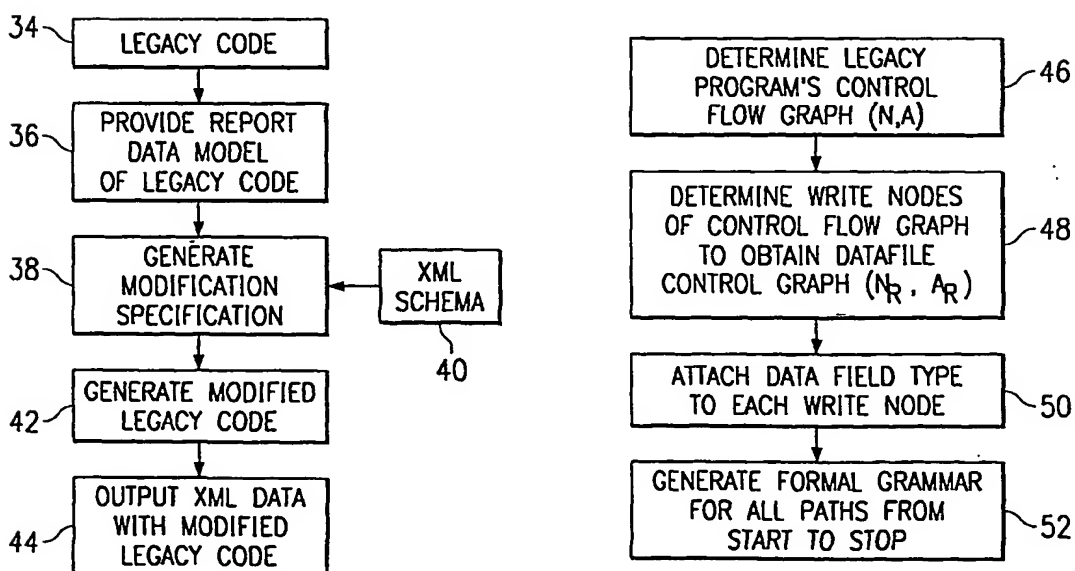 34
LEGACY CODE
36
PROVIDE REPORT
DATA MODEL
OF LEGACY CODE
38
GENERATE
MODIFICATION
SPECIFICATION
XML
SCHEMA
40
42
GENERATE MODIFIED
LEGACY CODE
44
OUTPUT XML DATA
WITH MODIFIED
LEGACY CODE
DETERMINE LEGACY
PROGRAM'S CONTROL
FLOW GRAPH (N,A)
46
DETERMINE WRITE NODES
OF CONTROL FLOW GRAPH
TO OBTAIN DATAFILE
CONTROL GRAPH (NR, AR)
48
ATTACH DATA FIELD TYPE
TO EACH WRITE NODE
50
GENERATE FORMAL GRAMMAR
FOR ALL PATHS FROM
START TO STOP
52